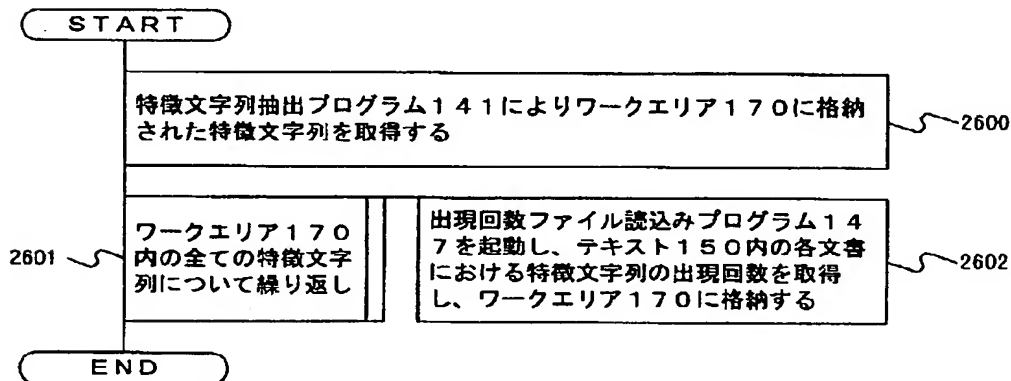 START
特徴文字列抽出プログラム141によりワークエリア170に格納
された特徴文字列を取得する
2600
ワークエリア170
内の全ての特徴文字
列について繰り返し
2601
出現回数ファイル読込みプログラム14
7を起動し、テキスト150内の各文書
における特徴文字列の出現回数を取得
し、ワークエリア170に格納する
2602
END